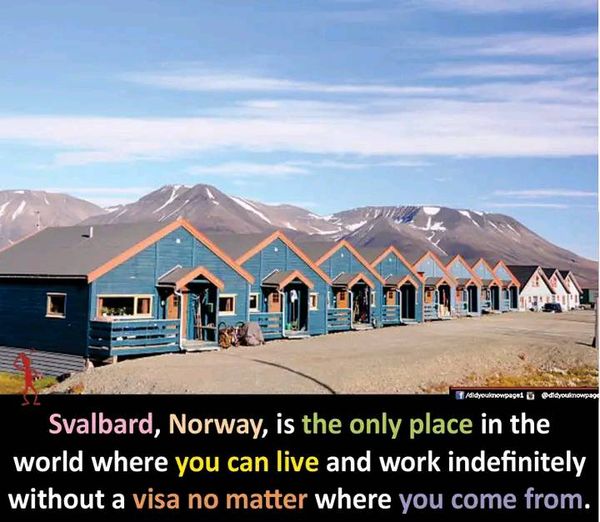 /didyouknowpage1 @didyouknowpage
Svalbard, Norway, is the only place in the
world where you can live and work indefinitely
without a visa no matter where you come from.